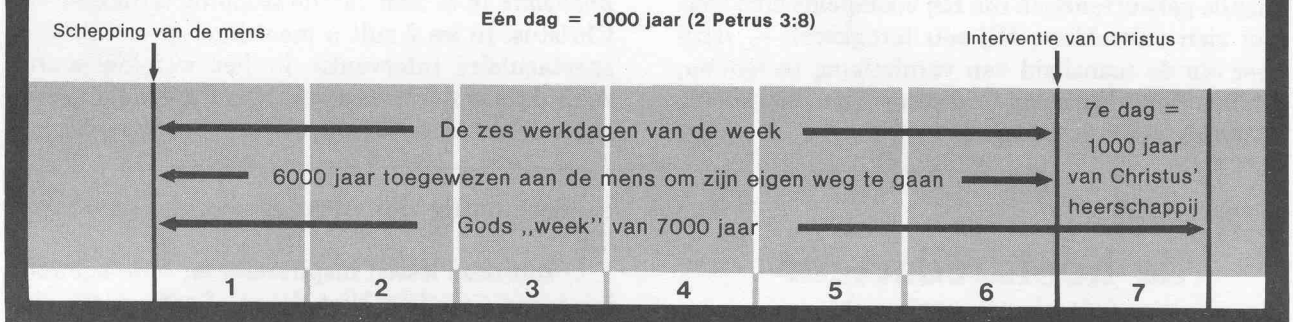 Eén dag = 1000 jaar (2 Petrus 3:8)
Schepping van de mens
Interventie van Christus
De zes werkdagen van de week
6000 jaar toegewezen aan de mens om zijn eigen weg te gaan
Gods ,,week'' van 7000 jaar
7e dag =
1000 jaar
van Christus'
heerschappij
1 2 3 4 5 6 7